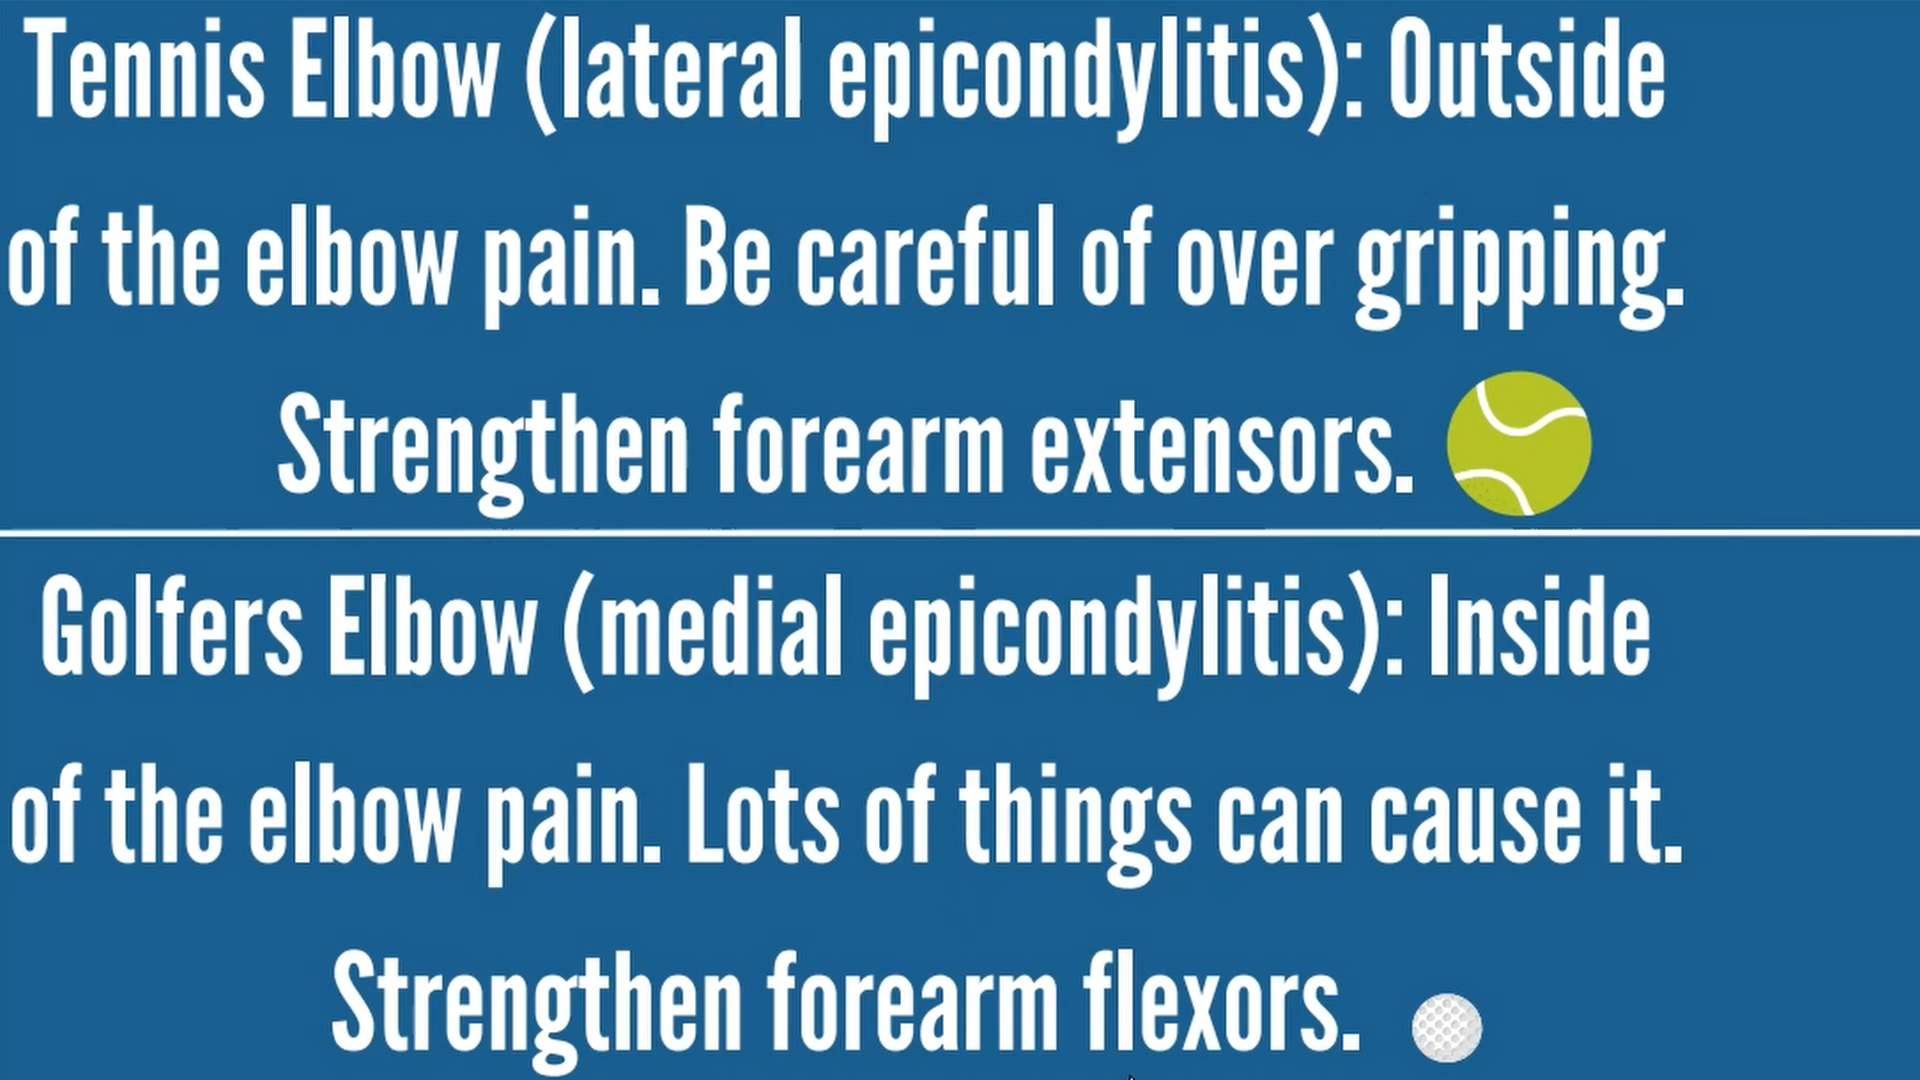 Tennis Elbow (lateral epicondylitis): Outside
of the elbow pain. Be careful of over gripping.
Strengthen forearm extensors.
Golfers Elbow (medial epicondylitis): Inside
of the elbow pain. Lots of things can cause it.
Strengthen forearm flexors.